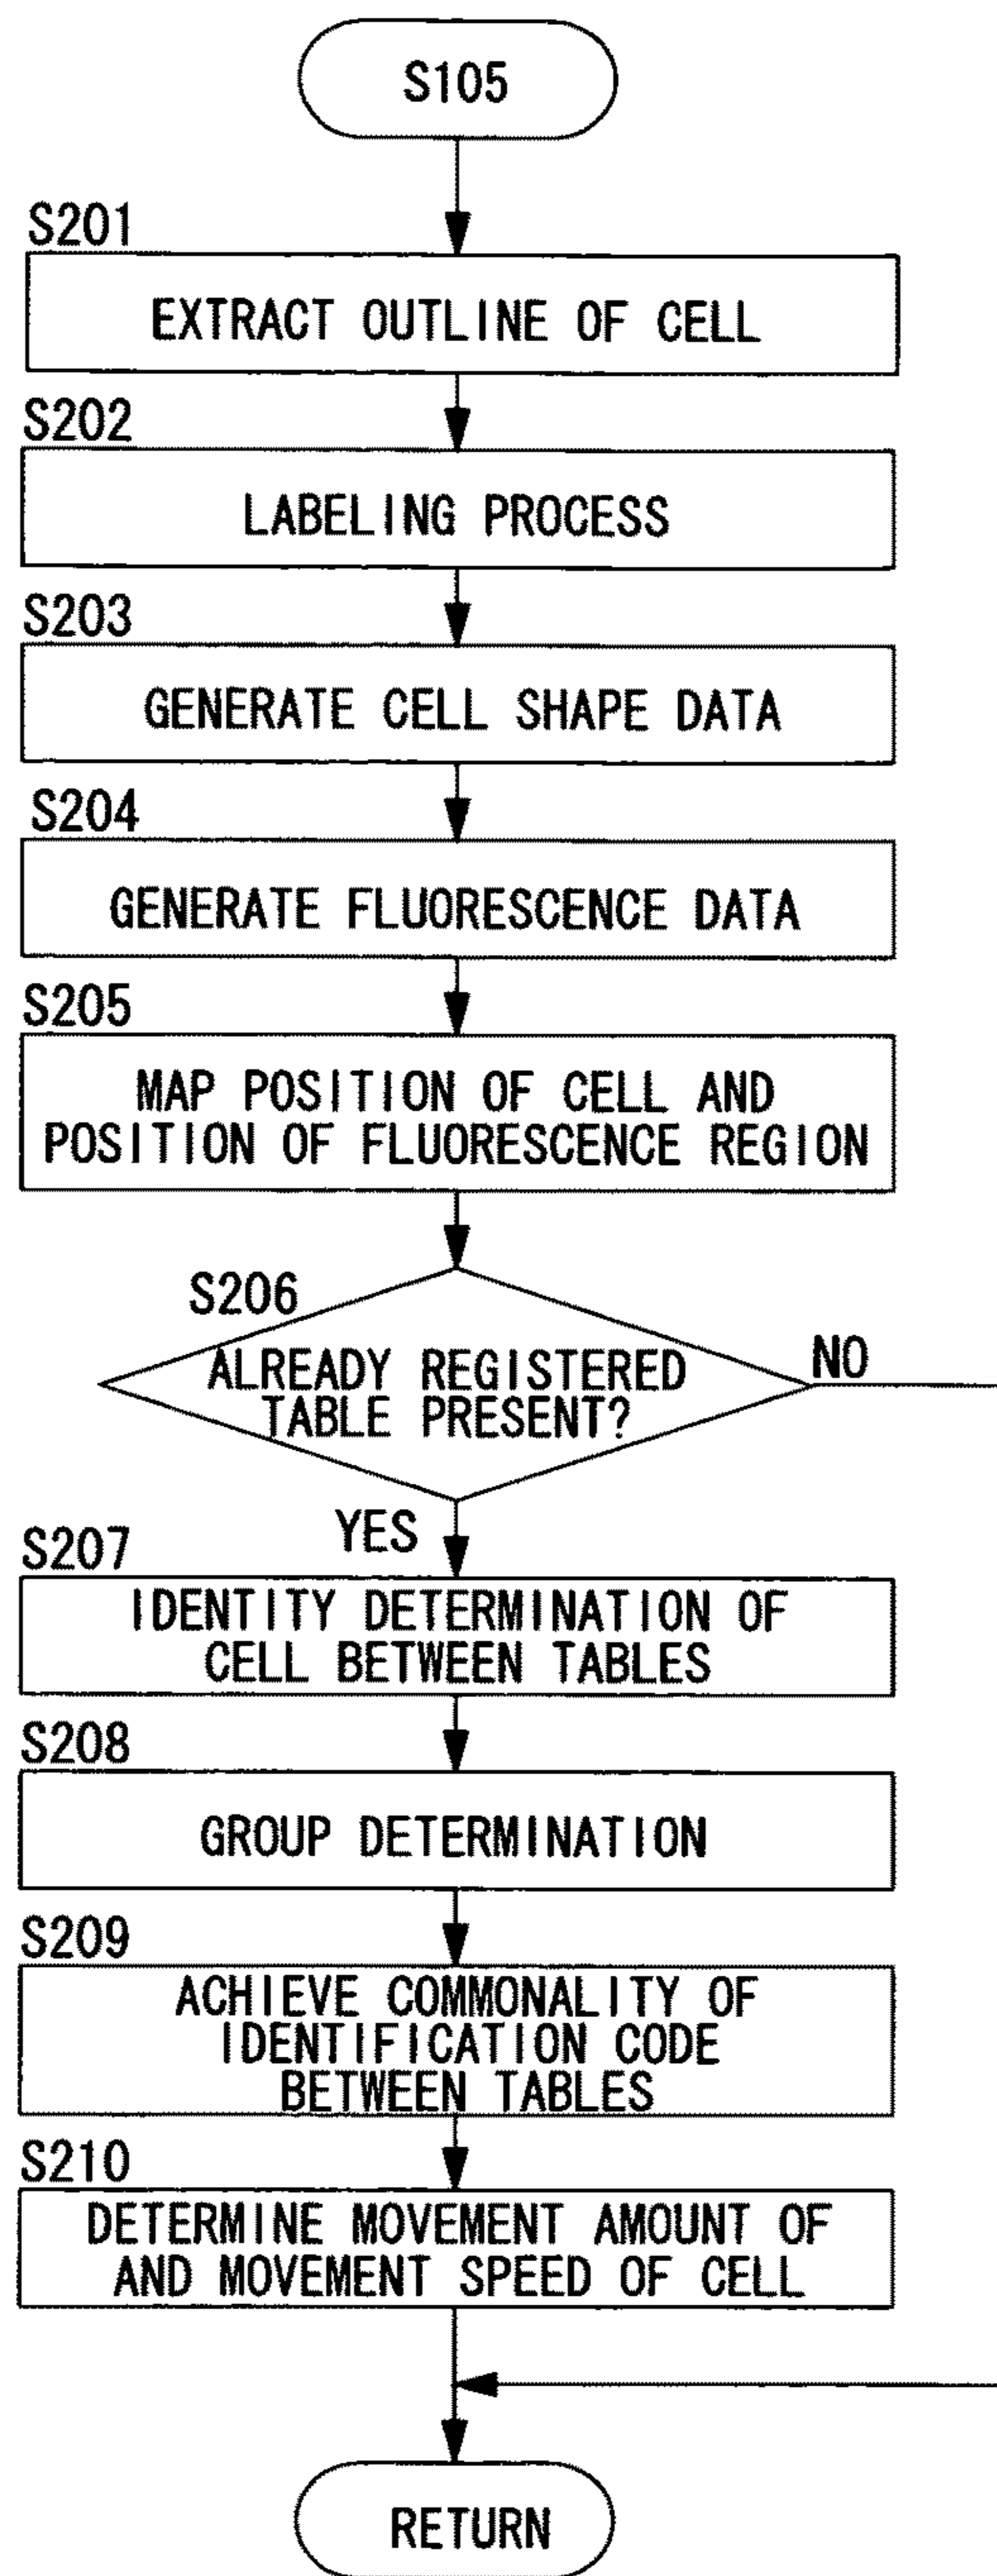 S105
S201
EXTRACT OUTLINE OF CELL
S202
LABELING PROCESS
S203
GENERATE CELL SHAPE DATA
S204
GENERATE FLUORESCENCE DATA
S205
MAP POSITION OF CELL AND
POSITION OF FLUORESCENCE REGION
S206
ALREADY REGISTERED
TABLE PRESENT?
NO
YES
S207
IDENTITY DETERMINATION OF
CELL BETWEEN TABLES
S208
GROUP DETERMINATION
S209
ACHIEVE COMMONALITY OF
IDENTIFICATION CODE
BETWEEN TABLES
S210
DETERMINE MOVEMENT AMOUNT OF
AND MOVEMENT SPEED OF CELL
RETURN